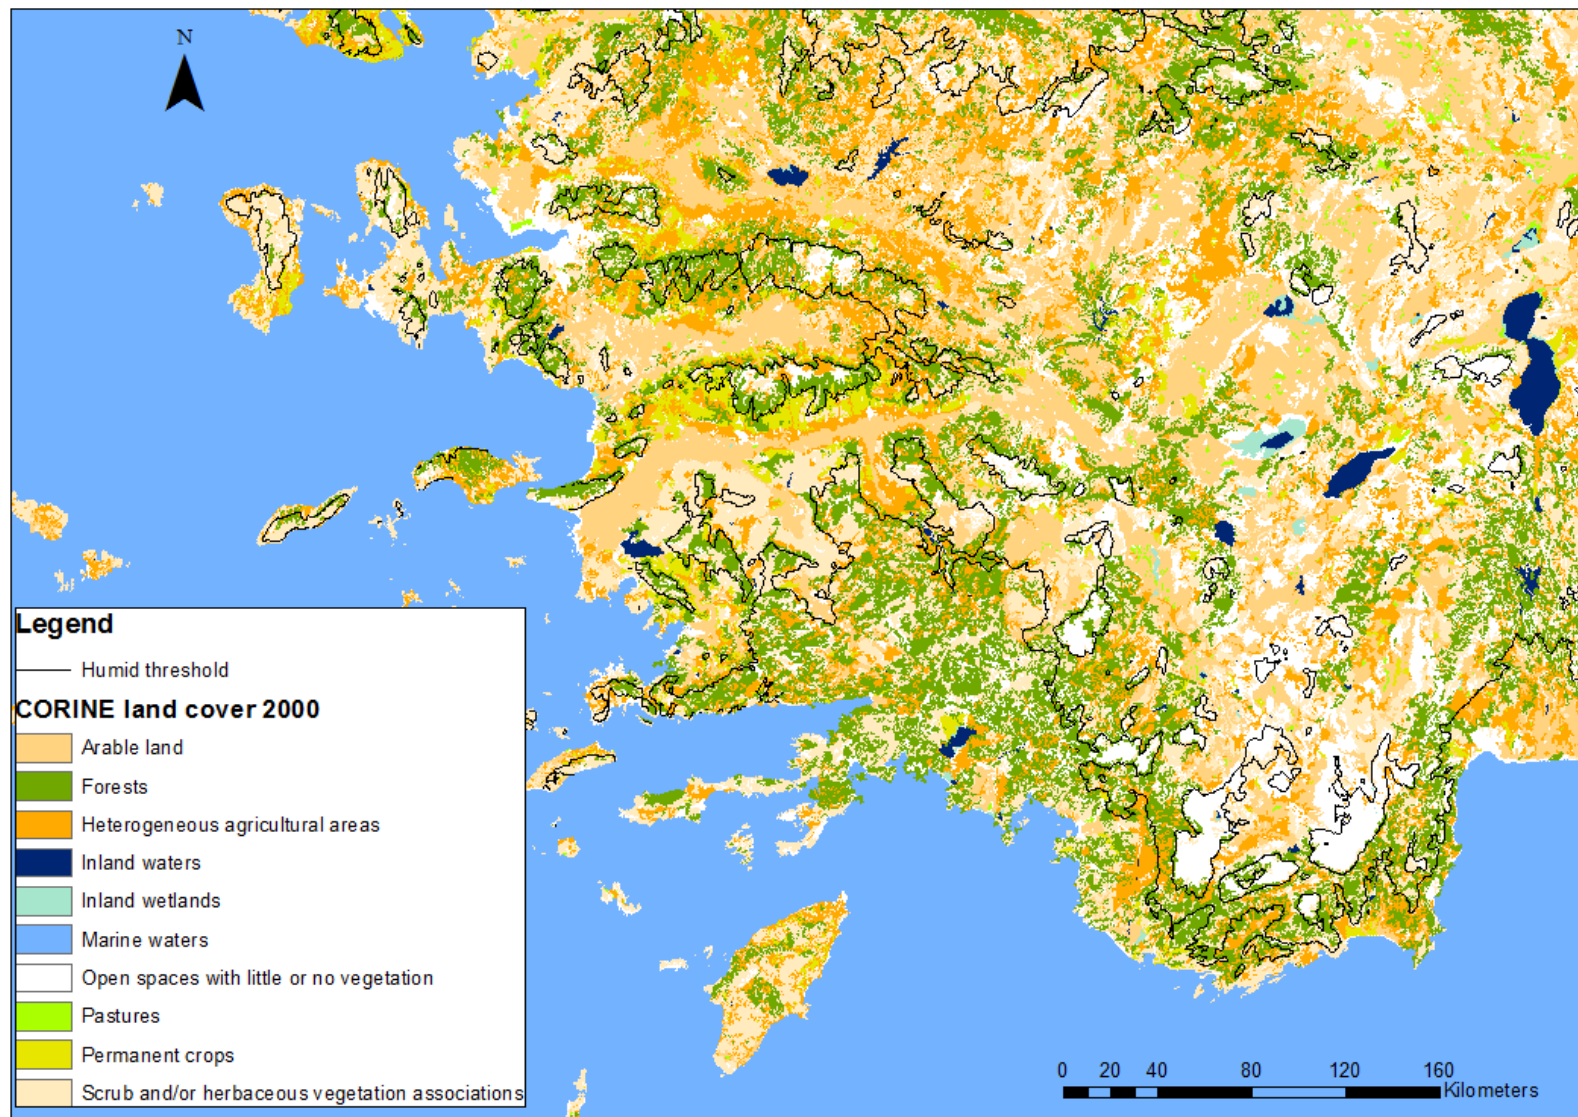 N
Legend
Humid threshold
CORINE land cover 2000
Arable land
Forests
Heterogeneous agricultural areas
Inland waters
Inland wetlands
Marine waters
Open spaces with little or no vegetation
Pastures
Permanent crops
Scrub and/or herbaceous vegetation associations
0 20 40 80 120 160
Kilometers